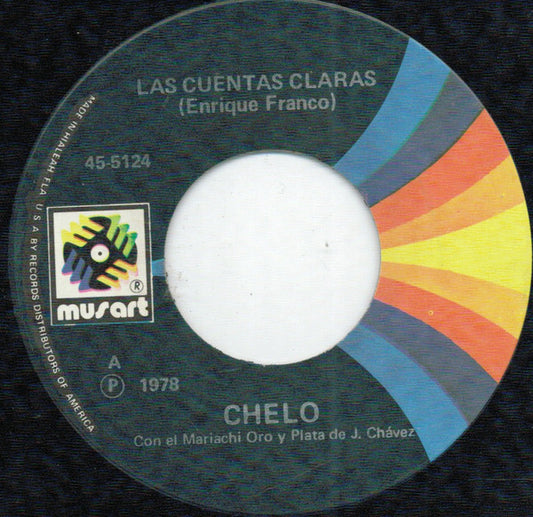 LAS CUENTAS CLARAS
(Enrique Franco)
45-5124
MADE IN HIALEAH, FLA. U.S.A. BY RECORDS DISTRIBUTORS OF AMERICA.
®
musart
A
Ⓟ 1978
CHELO
Con el Mariachi Oro y Plata de J. Chávez